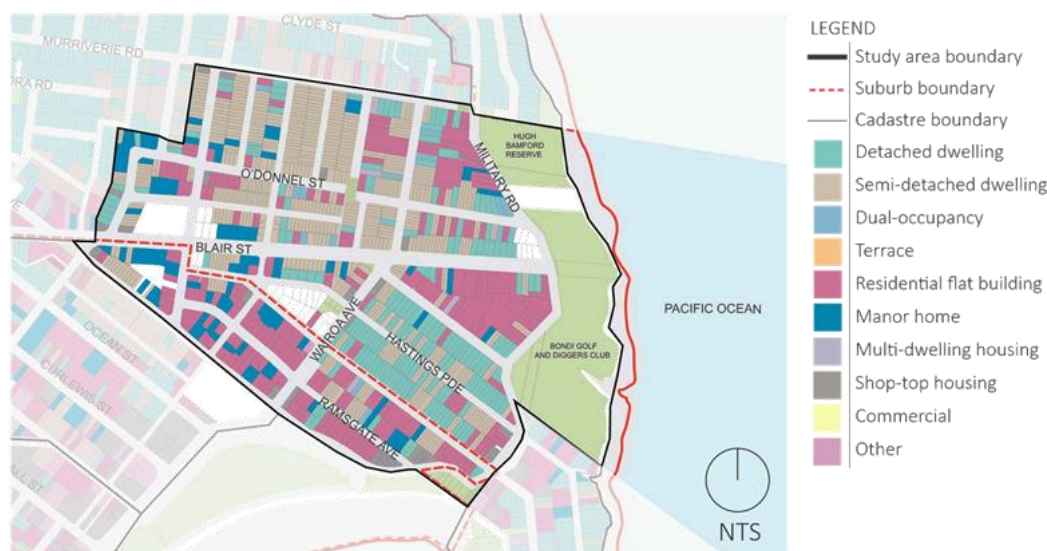 CLYDE ST
MURRIVERIE RD
ORA RD
HUGH
BAMFORD
RESERVE
MILITARY RD
O'DONNEL ST
BLAIR ST
PACIFIC OCEAN
WAIROA AVE
HASTINGS PDE
BONDI GOLF
AND DIGGERS CLUB
OCEAN ST
CURLEWIS ST
RAMSGATE AVE
ALL ST
NTS
LEGEND
Study area boundary
Suburb boundary
Cadastre boundary
Detached dwelling
Semi-detached dwelling
Dual-occupancy
Terrace
Residential flat building
Manor home
Multi-dwelling housing
Shop-top housing
Commercial
Other